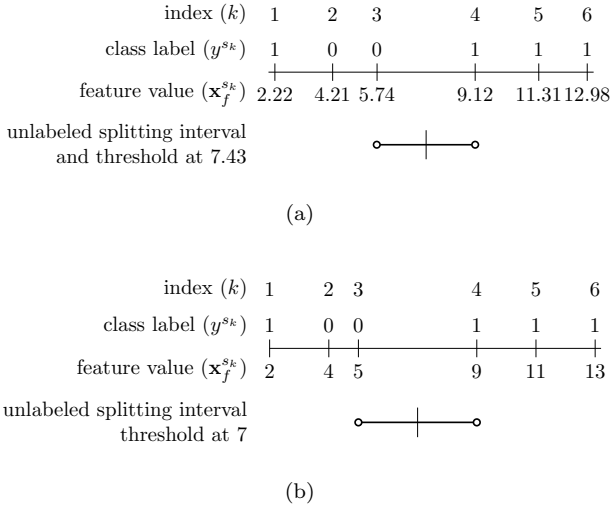 index (k) 1 2 3 4 5 6
class label (y^{s_k}) 1 0 0 1 1 1
feature value (x_f^{s_k}) 2.22 4.21 5.74 9.12 11.31 12.98
unlabeled splitting interval
and threshold at 7.43
(a)
index (k) 1 2 3 4 5 6
class label (y^{s_k}) 1 0 0 1 1 1
feature value (x_f^{s_k}) 2 4 5 9 11 13
unlabeled splitting interval
threshold at 7
(b)